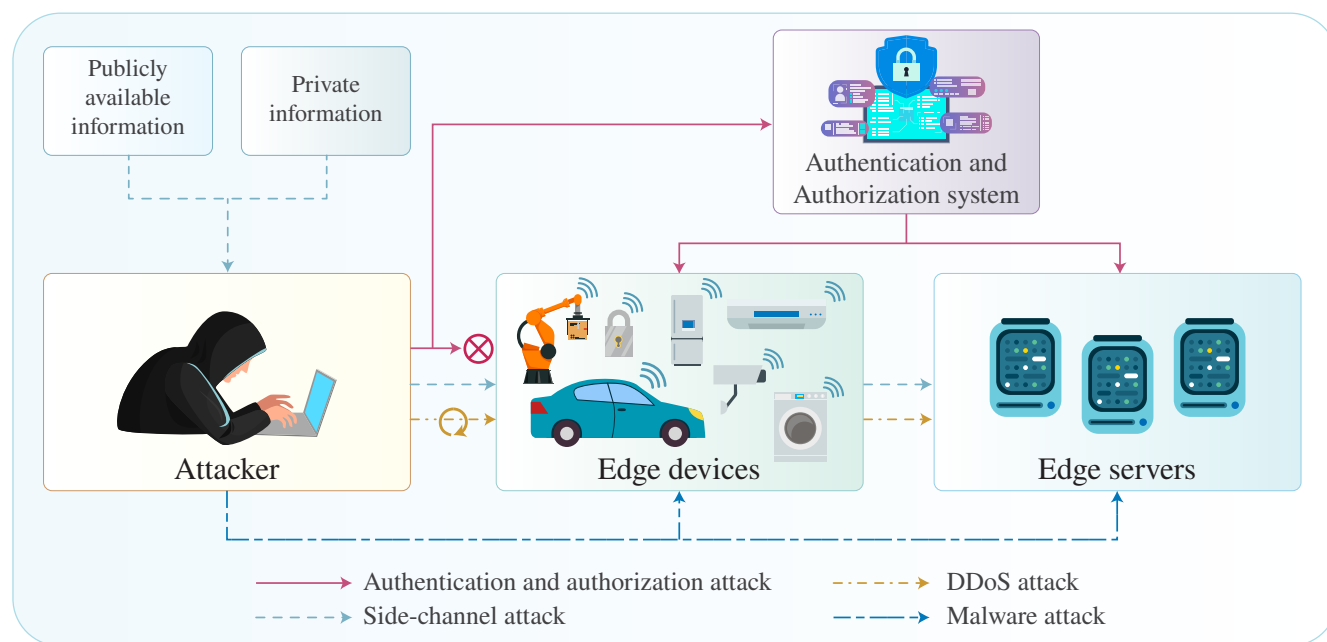 Publicly
available
information
Private
information
Authentication and
Authorization system
Attacker
Edge devices
Edge servers
Authentication and authorization attack
DDoS attack
Side-channel attack
Malware attack